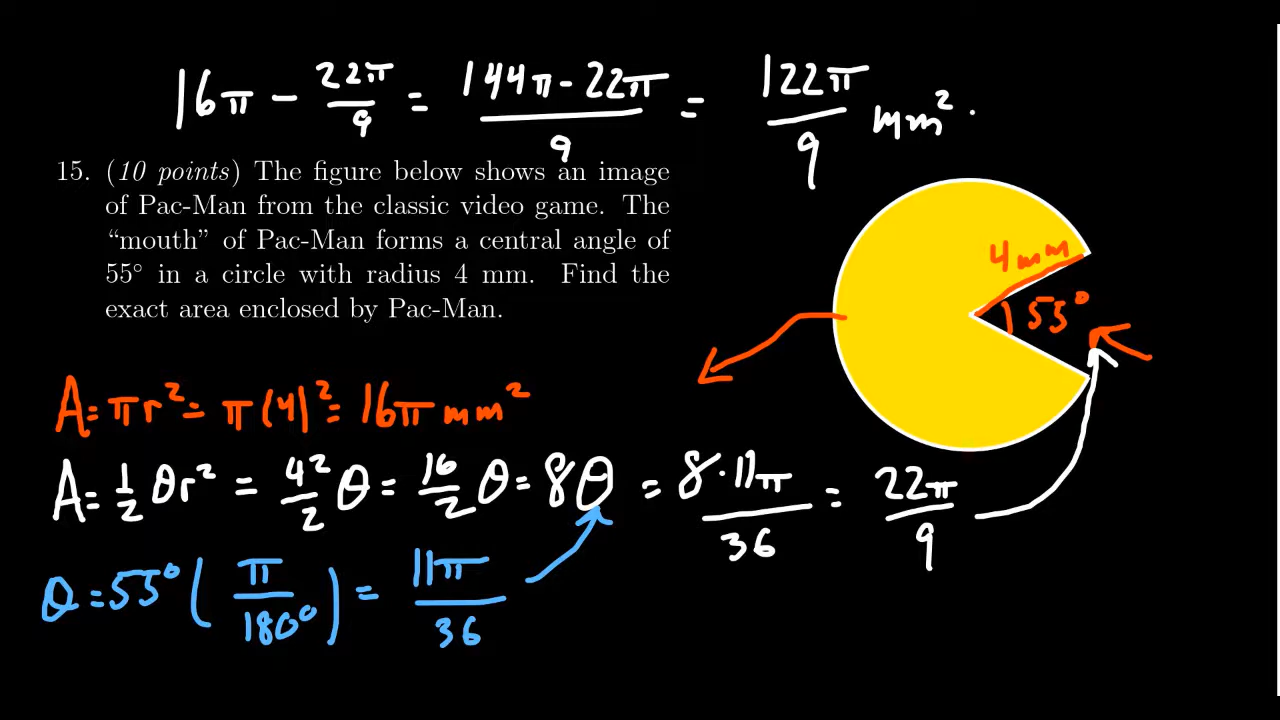 16π − 22π/9 = (144π − 22π)/9 = 122π/9 mm².
15. (10 points) The figure below shows an image
of Pac-Man from the classic video game. The
“mouth” of Pac-Man forms a central angle of
55° in a circle with radius 4 mm. Find the
exact area enclosed by Pac-Man.
4mm
55°
A = πr² = π(4)² = 16π mm²
A = 1/2 θr² = 4²/2 θ = 16/2 θ = 8θ = 8·11π/36 = 22π/9
θ = 55° (π/180°) = 11π/36